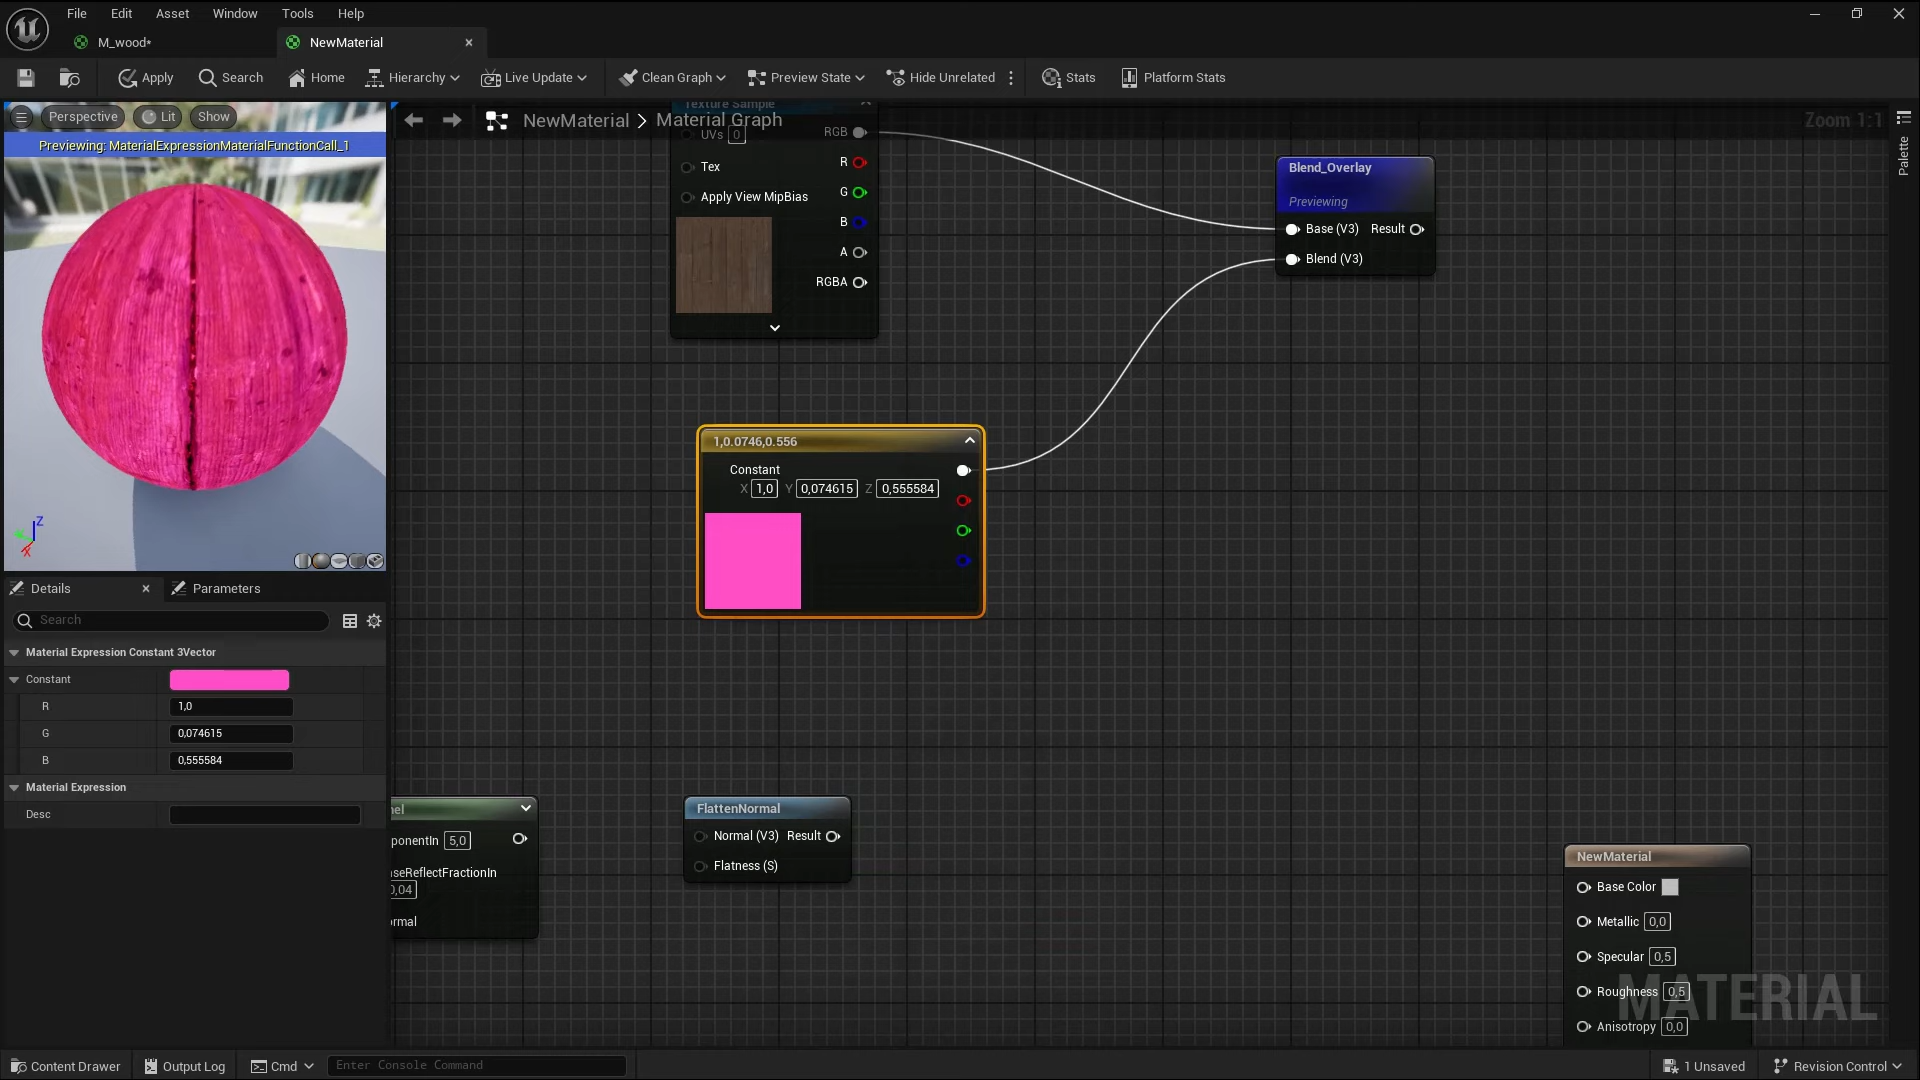 File Edit Asset Window Tools Help
M_wood* NewMaterial
Apply Search Home Hierarchy Live Update Clean Graph Preview State Hide Unrelated Stats Platform Stats
Perspective Lit Show
Previewing: MaterialExpressionMaterialFunctionCall_1
Z
X
NewMaterial > Material Graph
Zoom 1:1
Palette
Texture Sample
UVs 0 RGB
R
Tex
G
Apply View MipBias
B
A
RGBA
Blend_Overlay
Previewing
Base (V3) Result
Blend (V3)
1,0.0746,0.556
Constant
X 1,0 Y 0,074615 Z 0,555584
Details Parameters
Search
Material Expression Constant 3Vector
Constant
R 1,0
G 0,074615
B 0,555584
Material Expression
Desc
nel
ponentIn 5,0
aseReflectFractionIn
0,04
ormal
FlattenNormal
Normal (V3) Result
Flatness (S)
NewMaterial
Base Color
Metallic 0,0
Specular 0,5
Roughness 0,5
Anisotropy 0,0
MATERIAL
Content Drawer Output Log Cmd Enter Console Command 1 Unsaved Revision Control